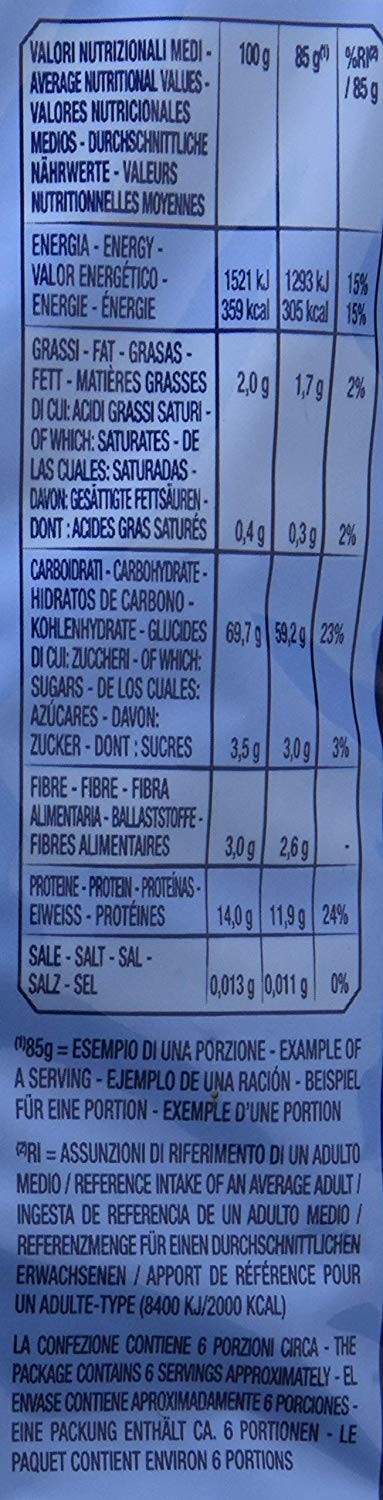 VALORI NUTRIZIONALI MEDI - 100 g 85 g(1) %RI(2)
AVERAGE NUTRITIONAL VALUES - / 85 g
VALORES NUTRICIONALES
MEDIOS - DURCHSCHNITTLICHE
NÄHRWERTE - VALEURS
NUTRITIONNELLES MOYENNES
ENERGIA - ENERGY -
VALOR ENERGÉTICO - 1521 kJ 1293 kJ 15%
ENERGIE - ÉNERGIE 359 kcal 305 kcal 15%
GRASSI - FAT - GRASAS -
FETT - MATIÈRES GRASSES 2,0 g 1,7 g 2%
DI CUI: ACIDI GRASSI SATURI -
OF WHICH: SATURATES - DE
LAS CUALES: SATURADAS -
DAVON: GESÄTTIGTE FETTSÄUREN -
DONT : ACIDES GRAS SATURÉS 0,4 g 0,3 g 2%
CARBOIDRATI - CARBOHYDRATE -
HIDRATOS DE CARBONO -
KOHLENHYDRATE - GLUCIDES 69,7 g 59,2 g 23%
DI CUI: ZUCCHERI - OF WHICH:
SUGARS - DE LOS CUALES:
AZÚCARES - DAVON:
ZUCKER - DONT : SUCRES 3,5 g 3,0 g 3%
FIBRE - FIBRE - FIBRA
ALIMENTARIA - BALLASTSTOFFE -
FIBRES ALIMENTAIRES 3,0 g 2,6 g -
PROTEINE - PROTEIN - PROTEÍNAS -
EIWEISS - PROTÉINES 14,0 g 11,9 g 24%
SALE - SALT - SAL -
SALZ - SEL 0,013 g 0,011 g 0%
(1)85g = ESEMPIO DI UNA PORZIONE - EXAMPLE OF
A SERVING - EJEMPLO DE UNA RACIÓN - BEISPIEL
FÜR EINE PORTION - EXEMPLE D'UNE PORTION
(2)RI = ASSUNZIONI DI RIFERIMENTO DI UN ADULTO
MEDIO / REFERENCE INTAKE OF AN AVERAGE ADULT /
INGESTA DE REFERENCIA DE UN ADULTO MEDIO /
REFERENZMENGE FÜR EINEN DURCHSCHNITTLICHEN
ERWACHSENEN / APPORT DE RÉFÉRENCE POUR
UN ADULTE-TYPE (8400 KJ/2000 KCAL)
LA CONFEZIONE CONTIENE 6 PORZIONI CIRCA - THE
PACKAGE CONTAINS 6 SERVINGS APPROXIMATELY - EL
ENVASE CONTIENE APROXIMADAMENTE 6 PORCIONES -
EINE PACKUNG ENTHÄLT CA. 6 PORTIONEN - LE
PAQUET CONTIENT ENVIRON 6 PORTIONS